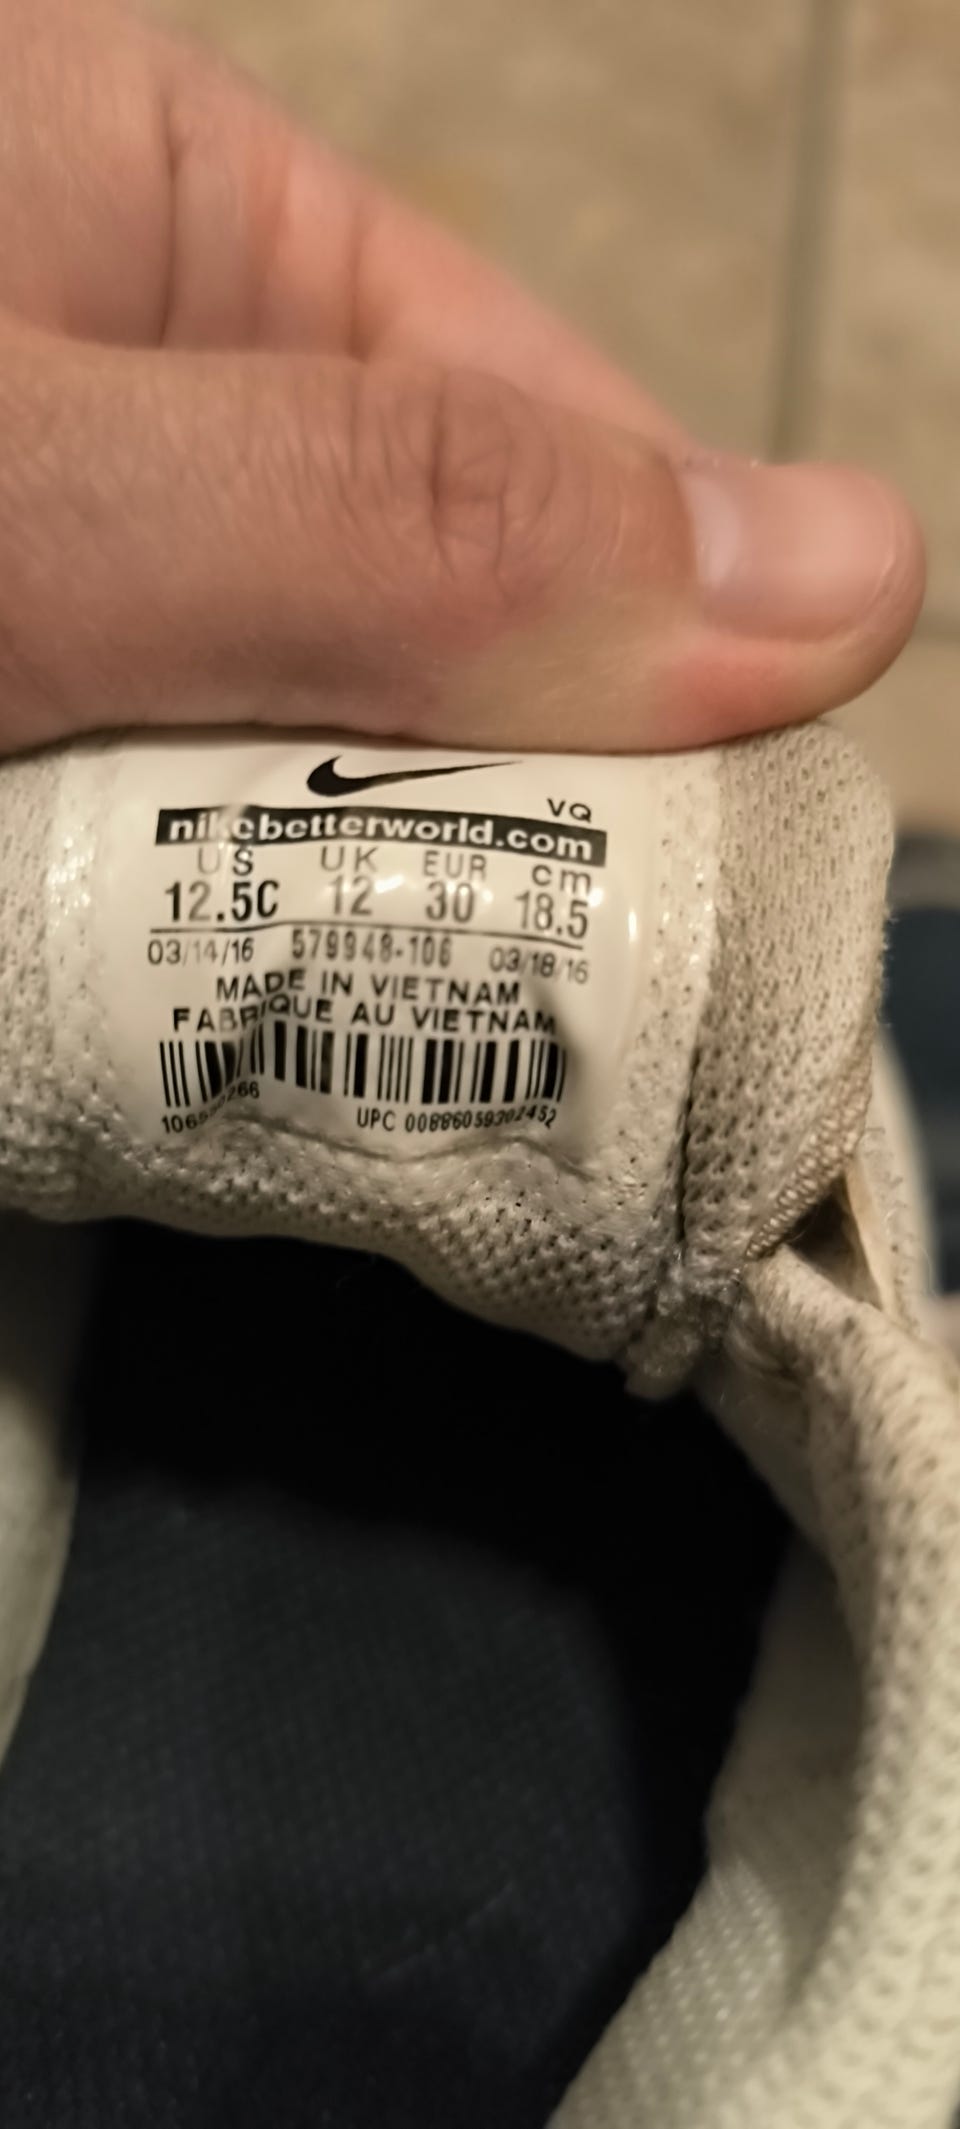 VQ
nikebetterworld.com
US UK EUR cm
12.5C 12 30 18.5
03/14/16 579948-106 03/18/16
MADE IN VIETNAM
FABRIQUE AU VIETNAM
UPC 00886059302452